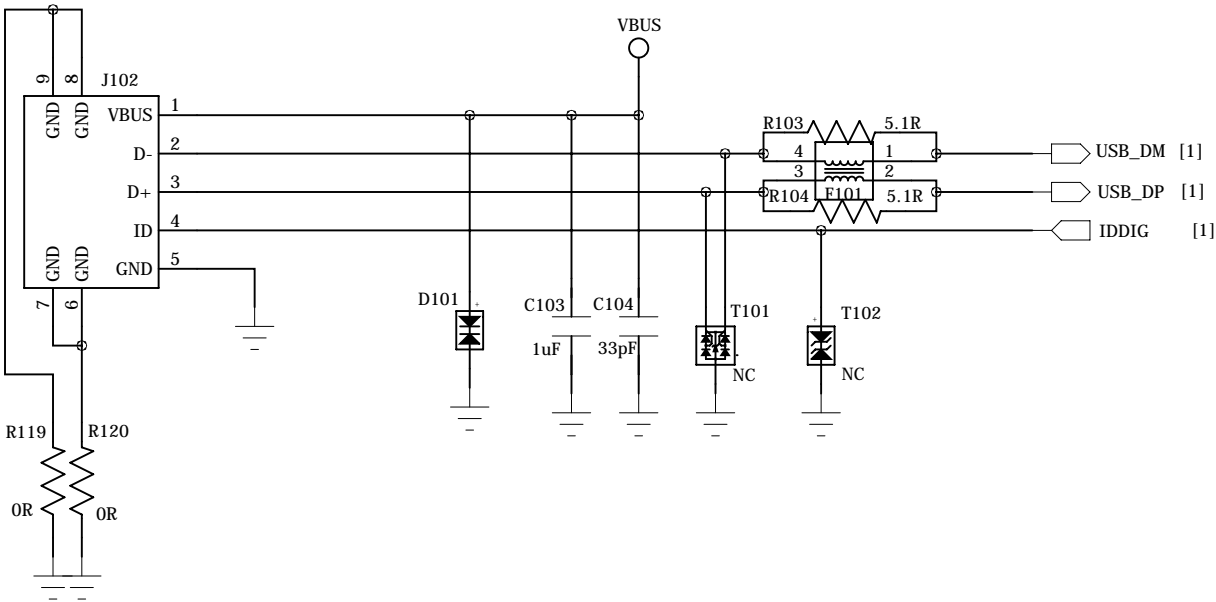 VBUS
J102
9
8
GND
GND
VBUS
1
D-
2
D+
3
ID
4
GND
5
GND
GND
7
6
R103
5.1R
4
1
3
2
R104
F101
5.1R
USB_DM [1]
USB_DP [1]
IDDIG [1]
D101
+
C103
1uF
C104
33pF
T101
NC
+
T102
NC
R119
R120
0R
0R